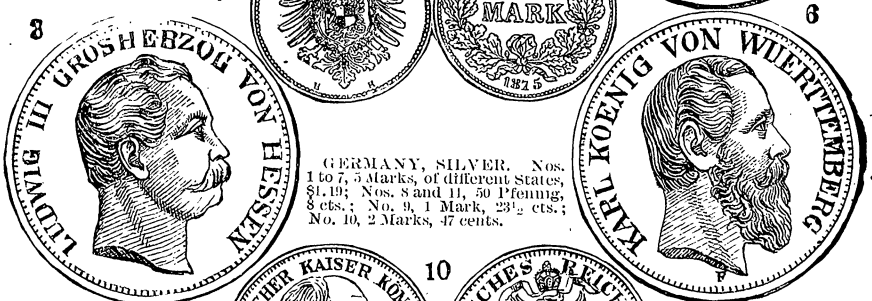 3
6
LUDWIG III GROSHERZOG VON HESSEN
H
MARK
1875
KARL KOENIG VON WUERTTEMBERG
F
GERMANY, SILVER. Nos.
1 to 7, 5 Marks, of different States,
$1.19; Nos. 8 and 11, 50 Pfennig,
8 cts.; No. 9, 1 Mark, 23½ cts.;
No. 10, 2 Marks, 47 cents.
CHER KAISER KÖN
10
CHES REICH